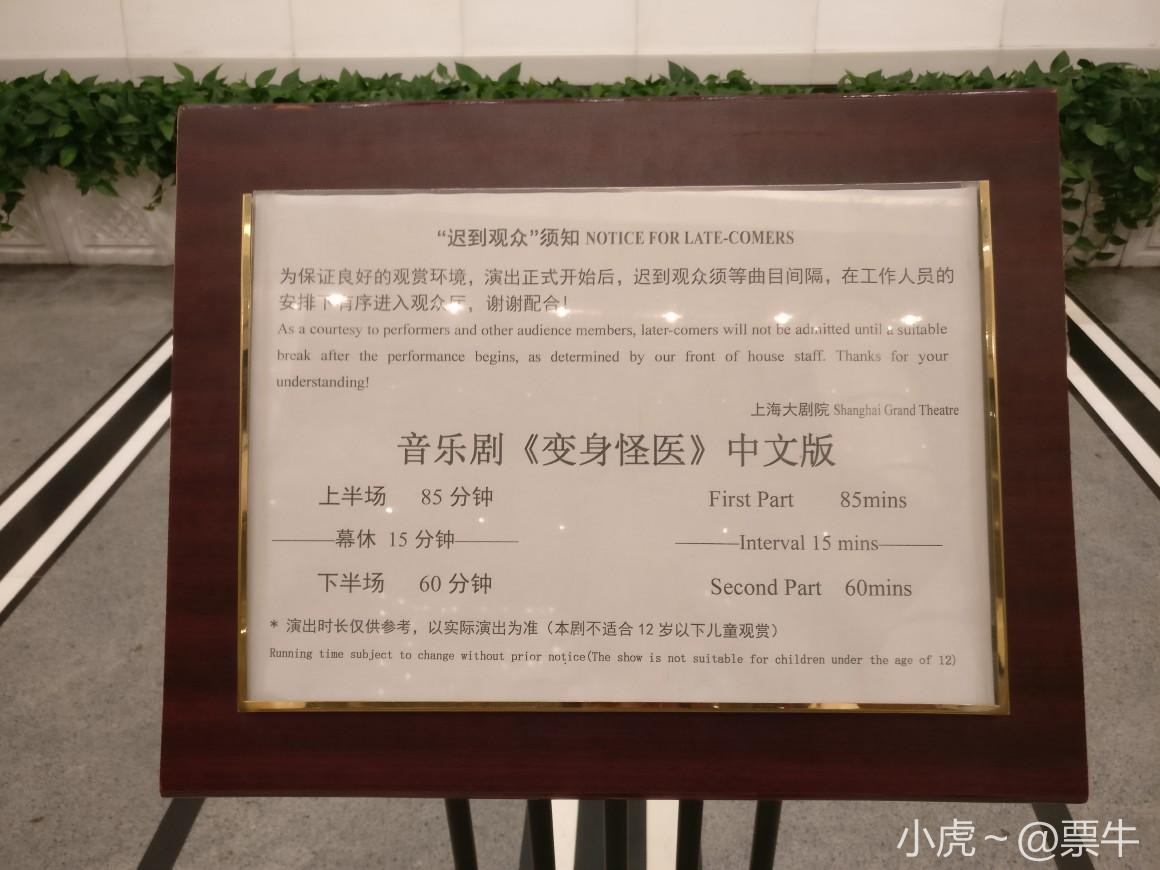 “迟到观众”须知 NOTICE FOR LATE-COMERS
为保证良好的观赏环境，演出正式开始后，迟到观众须等曲目间隔，在工作人员的
安排下有序进入观众厅，谢谢配合！
As a courtesy to performers and other audience members, later-comers will not be admitted until a suitable
break after the performance begins, as determined by our front of house staff. Thanks for your
understanding!
上海大剧院 Shanghai Grand Theatre
音乐剧《变身怪医》中文版
上半场 85 分钟 First Part 85mins
———幕休 15 分钟——— ———Interval 15 mins———
下半场 60 分钟 Second Part 60mins
* 演出时长仅供参考，以实际演出为准（本剧不适合 12 岁以下儿童观赏）
Running time subject to change without prior notice(The show is not suitable for children under the age of 12)
小虎～@票牛